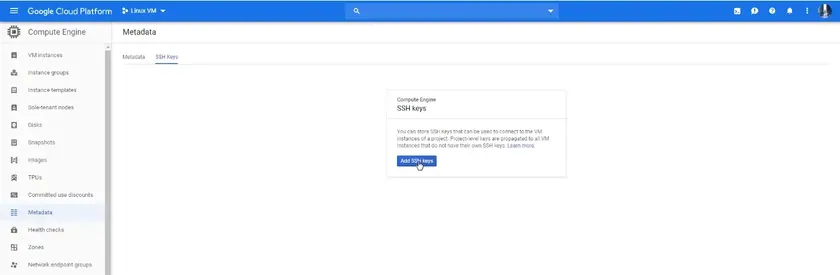 Google Cloud Platform
Linux VM
Compute Engine
Metadata
VM instances
Instance groups
Instance templates
Sole-tenant nodes
Disks
Snapshots
Images
TPUs
Committed use discounts
Metadata
Health checks
Zones
Network endpoint groups
Metadata
SSH Keys
Compute Engine
SSH keys
You can store SSH keys that can be used to connect to the VM
instances of a project. Project-level keys are propagated to all VM
instances that do not have their own SSH keys. Learn more.
Add SSH keys